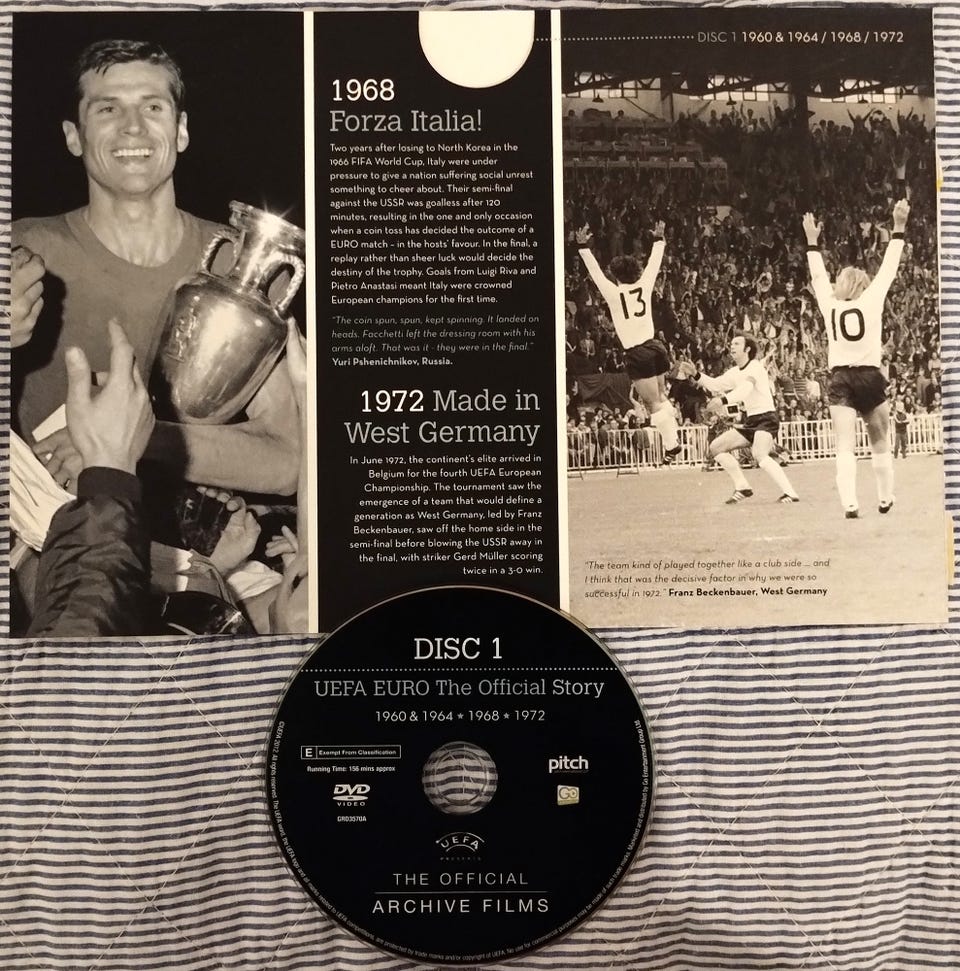 DISC 1 1960 & 1964 / 1968 / 1972
1968
Forza Italia!
Two years after losing to North Korea in the
1966 FIFA World Cup, Italy were under
pressure to give a nation suffering social unrest
something to cheer about. Their semi-final
against the USSR was goalless after 120
minutes, resulting in the one and only occasion
when a coin toss has decided the outcome of a
EURO match – in the hosts' favour. In the final, a
replay rather than sheer luck would decide the
destiny of the trophy. Goals from Luigi Riva and
Pietro Anastasi meant Italy were crowned
European champions for the first time.
"The coin spun, spun, kept spinning. It landed on
heads. Facchetti left the dressing room with his
arms aloft. That was it - they were in the final."
Yuri Pshenichnikov, Russia.
1972 Made in
West Germany
In June 1972, the continent's elite arrived in
Belgium for the fourth UEFA European
Championship. The tournament saw the
emergence of a team that would define a
generation as West Germany, led by Franz
Beckenbauer, saw off the home side in the
semi-final before blowing the USSR away in
the final, with striker Gerd Müller scoring
twice in a 3-0 win.
13
10
"The team kind of played together like a club side ... and
I think that was the decisive factor in why we were so
successful in 1972." Franz Beckenbauer, West Germany
DISC 1
UEFA EURO The Official Story
1960 & 1964 ★ 1968 ★ 1972
E Exempt From Classification
Running Time: 156 mins approx
DVD
VIDEO
GRD3570A
pitch
Go
UEFA
PRESENTS
THE OFFICIAL
ARCHIVE FILMS